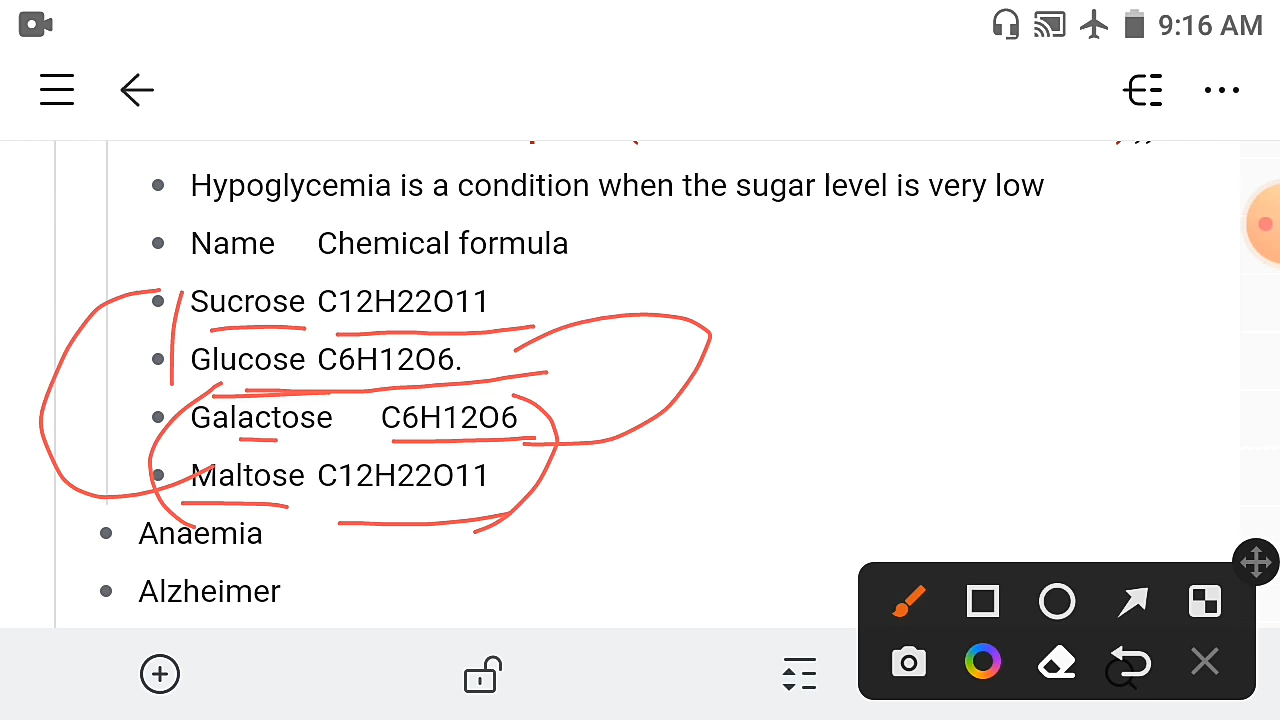 9:16 AM
Hypoglycemia is a condition when the sugar level is very low
Name Chemical formula
Sucrose C12H22O11
Glucose C6H12O6.
Galactose C6H12O6
Maltose C12H22O11
Anaemia
Alzheimer